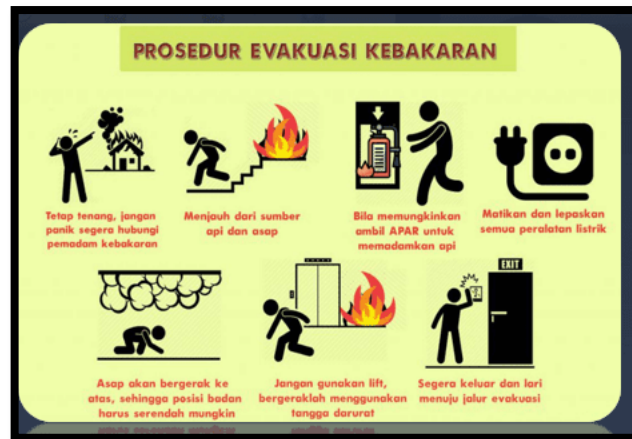 PROSEDUR EVAKUASI KEBAKARAN
Tetap tenang, jangan
panik segera hubungi
pemadam kebakaran
Menjauh dari sumber
api dan asap
Bila memungkinkan
ambil APAR untuk
memadamkan api
Matikan dan lepaskan
semua peralatan listrik
EXIT
Asap akan bergerak ke
atas, sehingga posisi badan
harus serendah mungkin
Jangan gunakan lift,
bergeraklah menggunakan
tangga darurat
Segera keluar dan lari
menuju jalur evakuasi